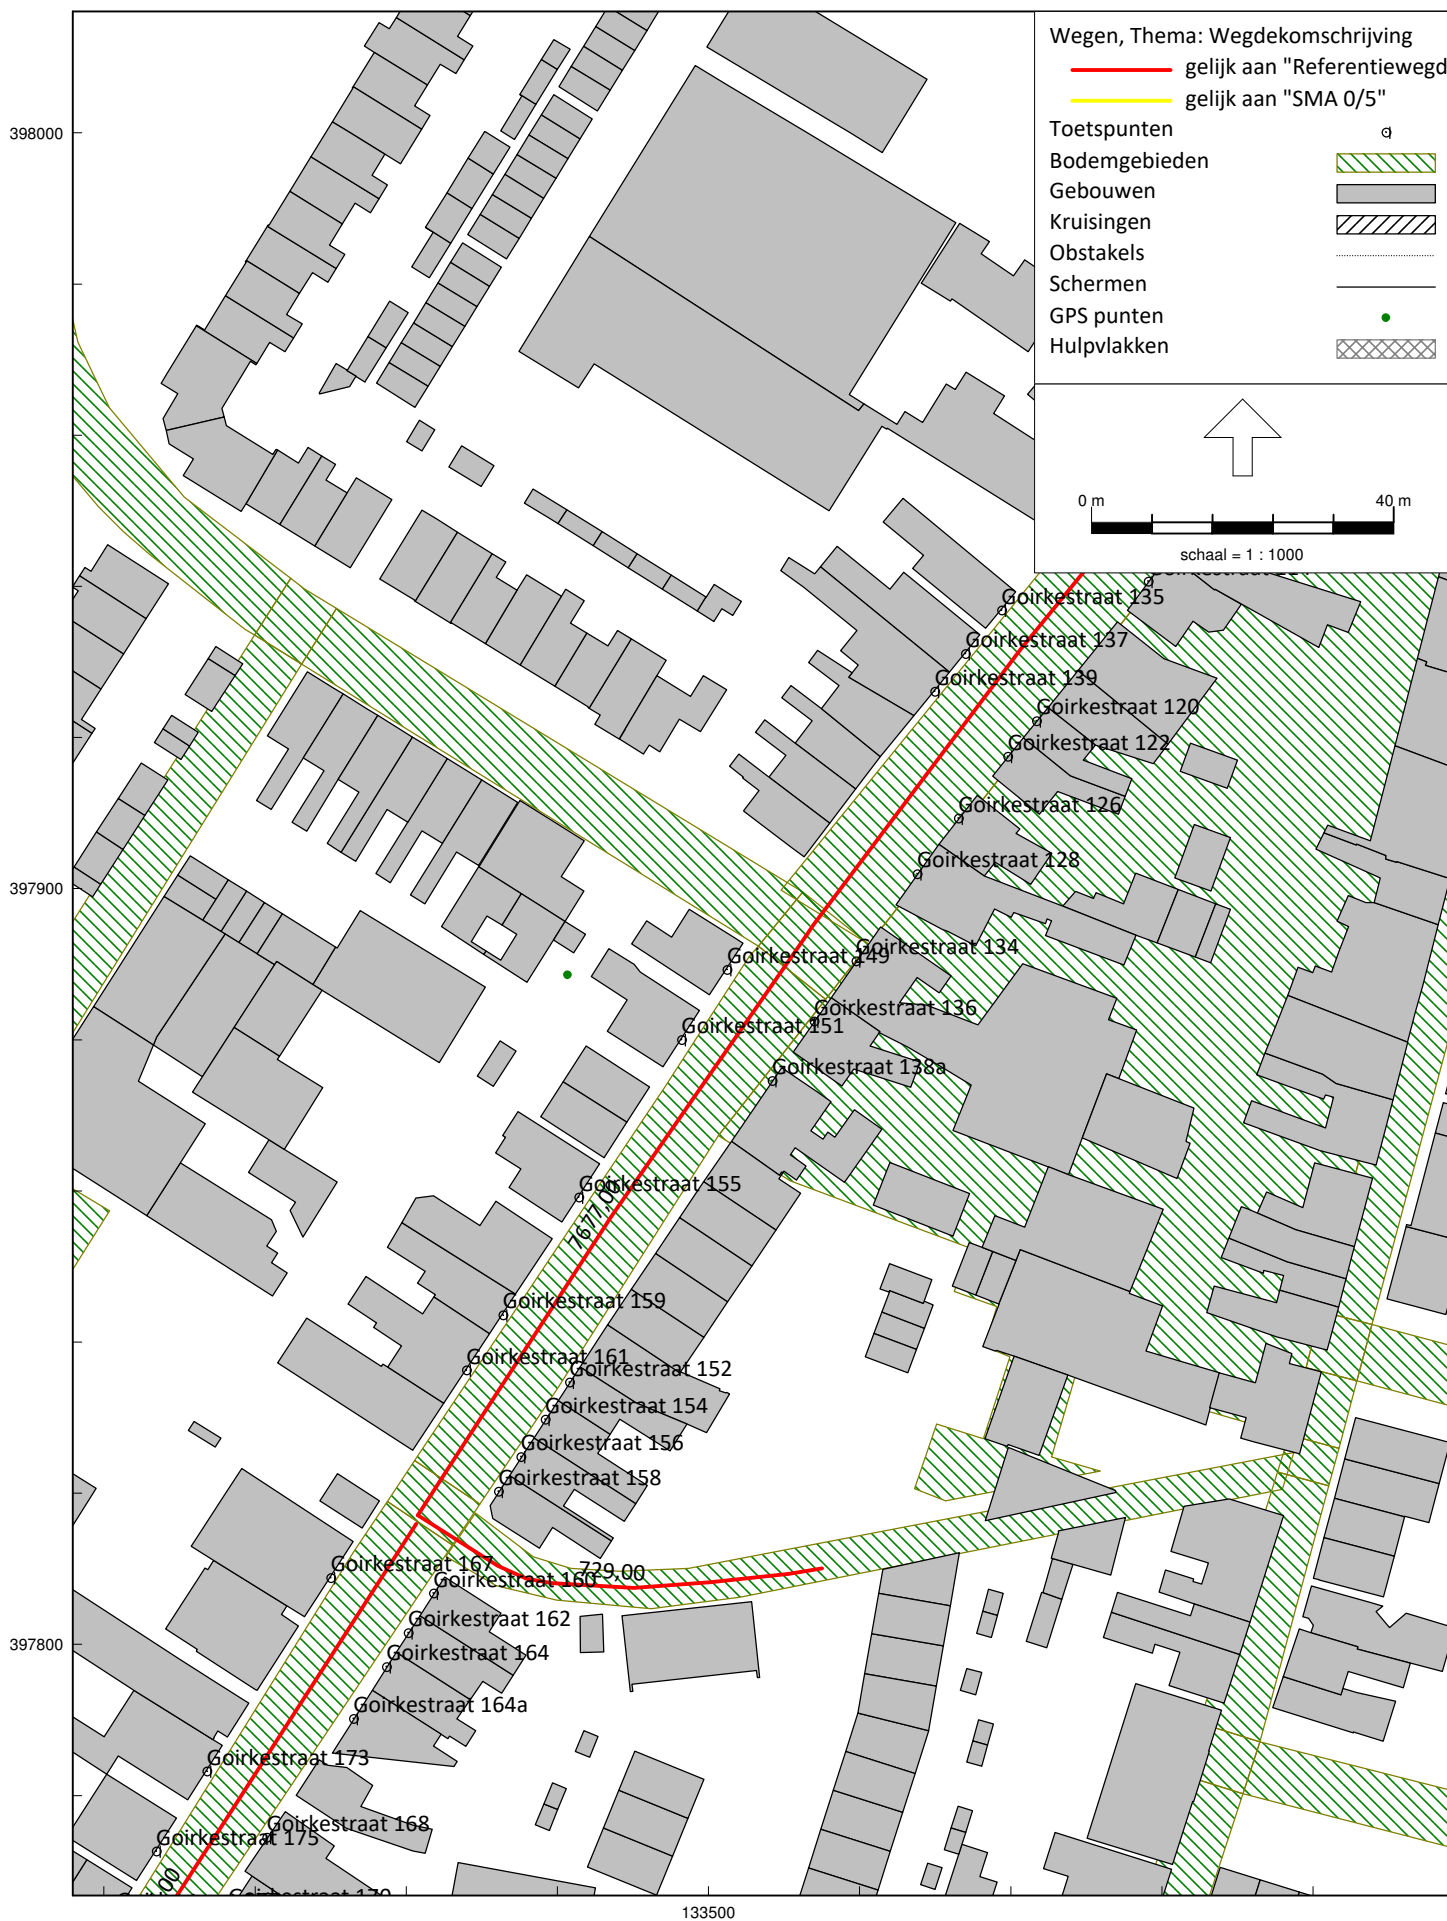 Wegen, Thema: Wegdekomschrijving
gelijk aan "Referentiewegd
gelijk aan "SMA 0/5"
Toetspunten
Bodemgebieden
Gebouwen
Kruisingen
Obstakels
Schermen
GPS punten
Hulpvlakken
0 m 40 m
schaal = 1 : 1000
398000
Goirkestraat 135
Goirkestraat 137
Goirkestraat 139
Goirkestraat 120
Goirkestraat 122
Goirkestraat 126
Goirkestraat 128
397900
Goirkestraat 134
Goirkestraat 149
Goirkestraat 136
Goirkestraat 151
Goirkestraat 138a
Goirkestraat 155
7677,00
Goirkestraat 159
Goirkestraat 161
Goirkestraat 152
Goirkestraat 154
Goirkestraat 156
Goirkestraat 158
729,00
Goirkestraat 167
Goirkestraat 160
Goirkestraat 162
397800
Goirkestraat 164
Goirkestraat 164a
Goirkestraat 173
Goirkestraat 168
Goirkestraat 175
,00
133500